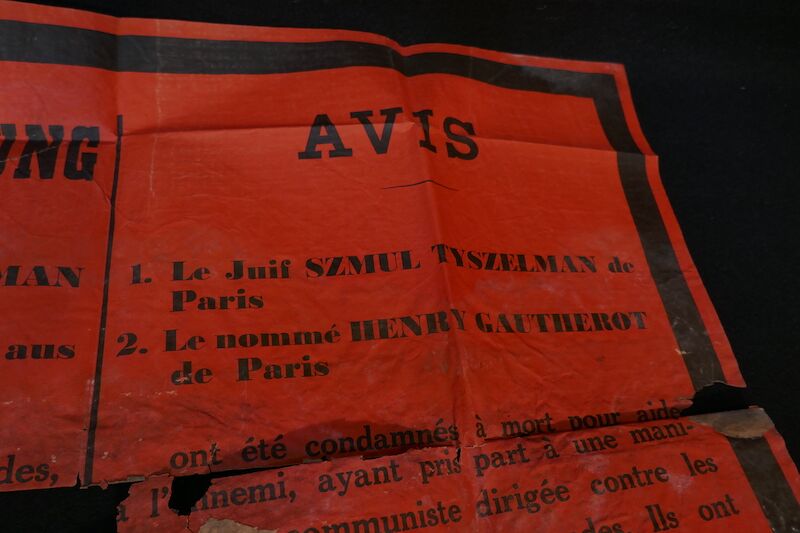 UNG
MAN
aus
des,
AVIS
1. Le Juif SZMUL TYSZELMAN de
Paris
2. Le nommé HENRY GAUTHEROT
de Paris
ont été condamnés à mort pour aide
à l'ennemi, ayant pris part à une mani-
communiste dirigée contre les
des. Ils ont